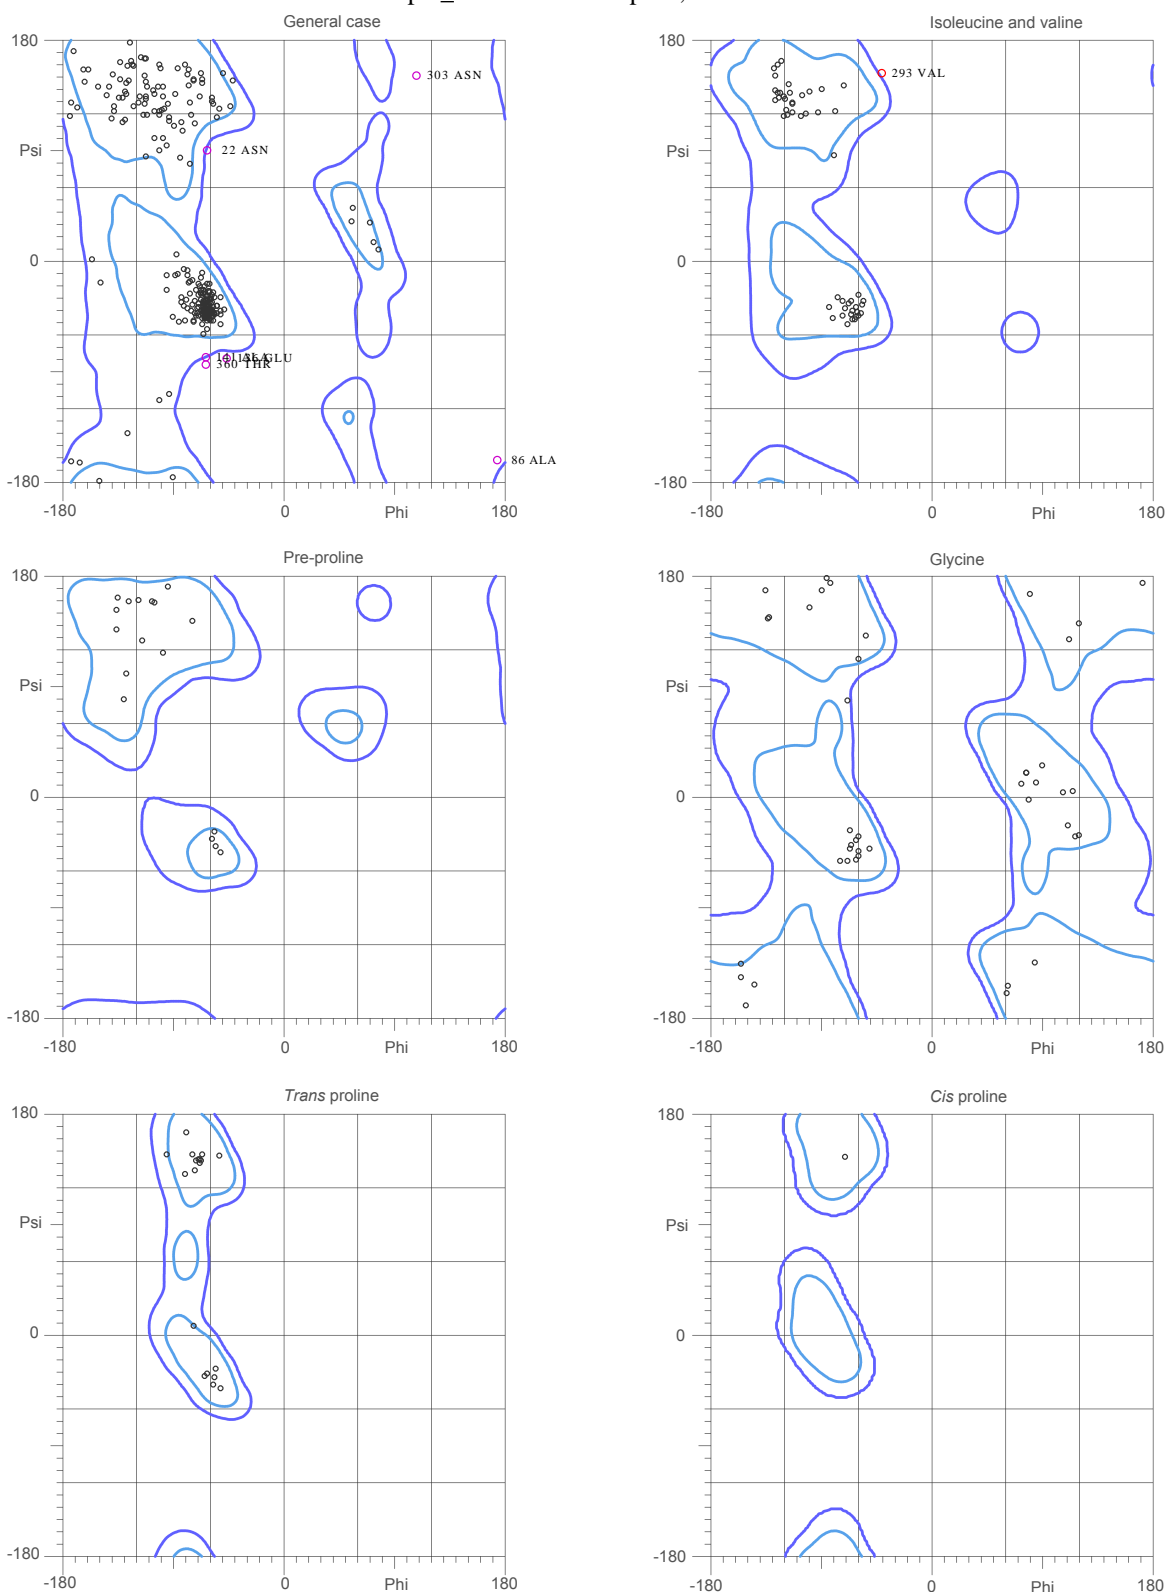 General case
180
Psi
0
-180
-180
0
Phi
180
303 ASN
22 ASN
360 THR
86 ALA
Isoleucine and valine
180
Psi
0
-180
-180
0
Phi
180
293 VAL
Pre-proline
180
Psi
0
-180
-180
0
Phi
180
Glycine
180
Psi
0
-180
-180
0
Phi
180
Trans proline
180
Psi
0
-180
-180
0
Phi
180
Cis proline
180
Psi
0
-180
-180
0
Phi
180